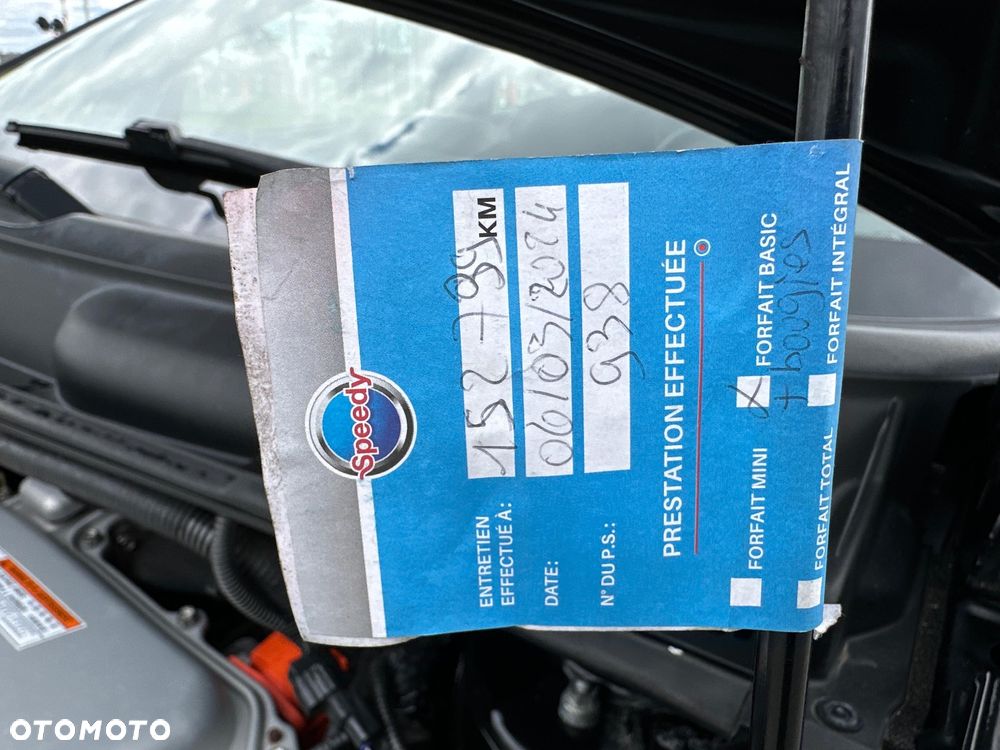 Speedy
ENTRETIEN
EFFECTUÉ À: 152 799 KM
DATE: 06/03/2024
N° DU P.S.: 938
PRESTATION EFFECTUÉE
FORFAIT MINI X FORFAIT BASIC
+ bougies
FORFAIT TOTAL FORFAIT INTÉGRAL
OTOMOTO